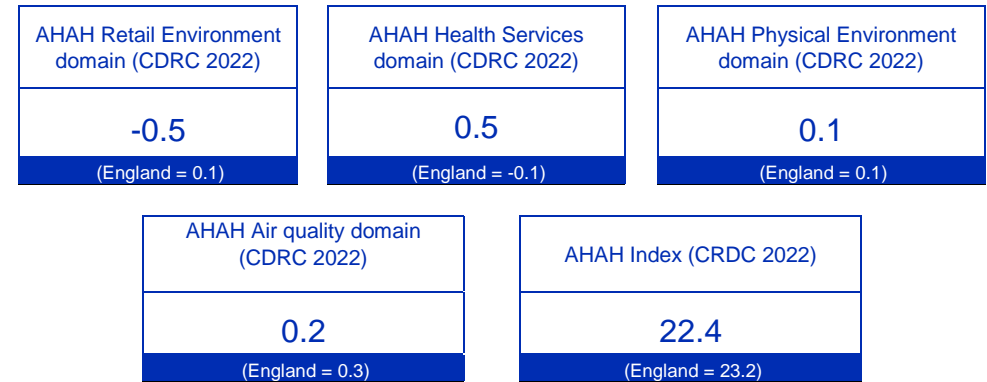 AHAH Retail Environment
domain (CDRC 2022)
-0.5
(England = 0.1)
AHAH Health Services
domain (CDRC 2022)
0.5
(England = -0.1)
AHAH Physical Environment
domain (CDRC 2022)
0.1
(England = 0.1)
AHAH Air quality domain
(CDRC 2022)
0.2
(England = 0.3)
AHAH Index (CRDC 2022)
22.4
(England = 23.2)